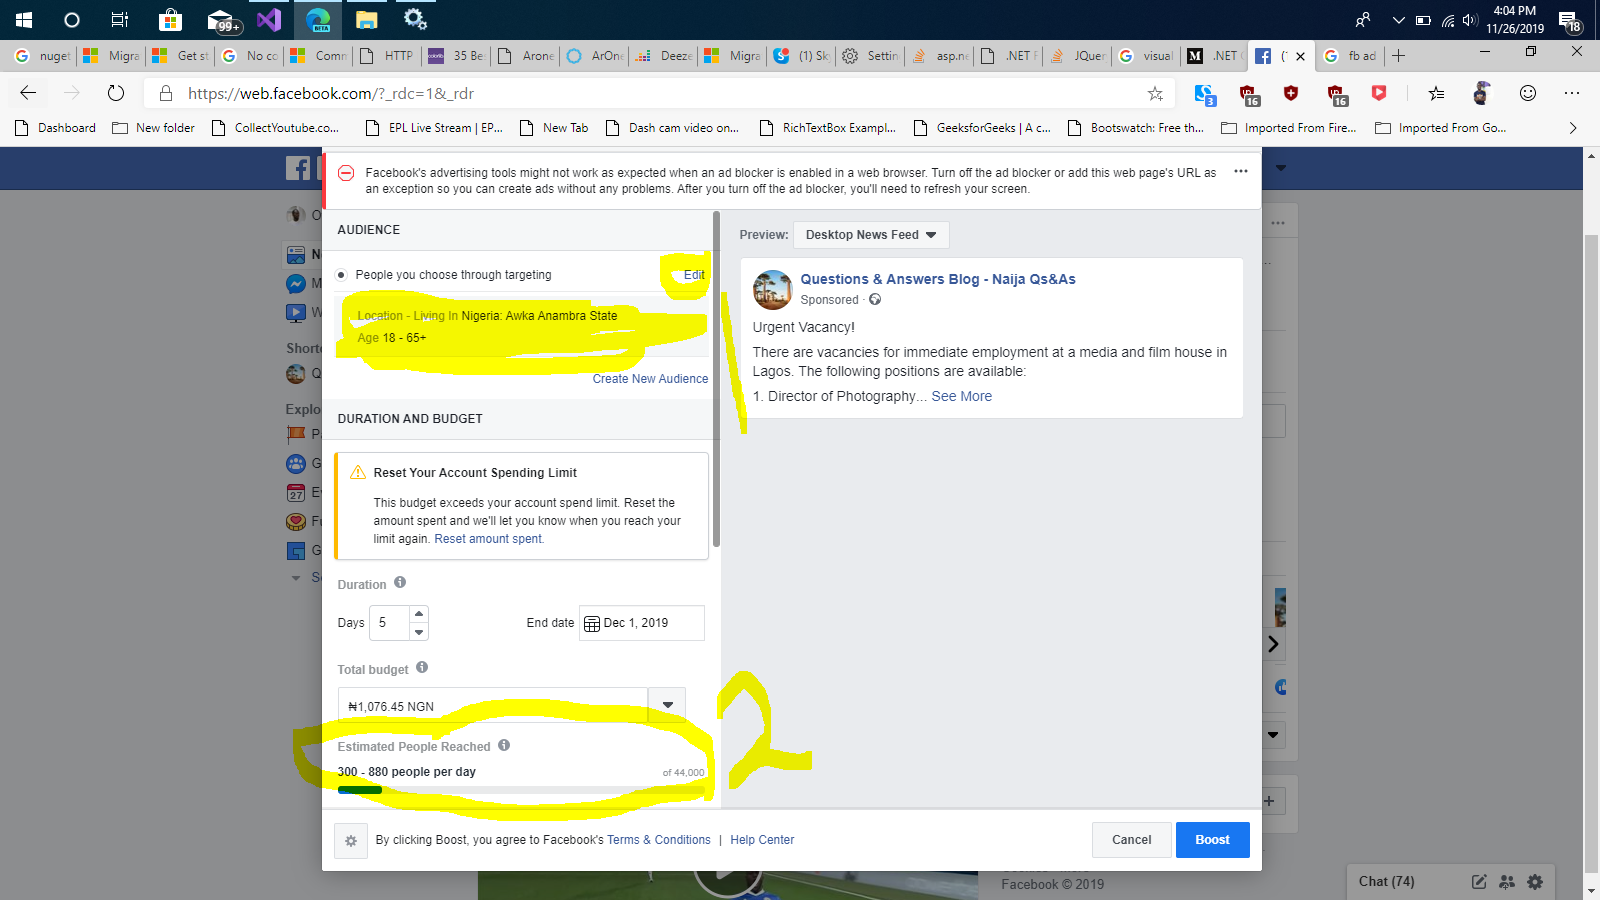 4:04 PM
99+
BETA
11/26/2019
18
nuget
Migra
Get st
No co
Comm
HTTP
35 Be
Arone
ArOne
Deeze
Migra
(1) Sk
Settin
asp.ne
.NET F
JQuer
visual
.NET C
fb ad
https://web.facebook.com/?_rdc=1&_rdr
3
16
16
Dashboard
New folder
CollectYoutube.co...
EPL Live Stream | EP...
New Tab
Dash cam video on...
RichTextBox Exampl...
GeeksforGeeks | A c...
Bootswatch: Free th...
Imported From Fire...
Imported From Go...
Facebook's advertising tools might not work as expected when an ad blocker is enabled in a web browser. Turn off the ad blocker or add this web page's URL as
an exception so you can create ads without any problems. After you turn off the ad blocker, you'll need to refresh your screen.
AUDIENCE
People you choose through targeting
Edit
Location - Living In Nigeria: Awka Anambra State
Age 18 - 65+
Create New Audience
DURATION AND BUDGET
Reset Your Account Spending Limit
This budget exceeds your account spend limit. Reset the
amount spent and we'll let you know when you reach your
limit again. Reset amount spent.
Duration
Days 5
End date Dec 1, 2019
Total budget
₦1,076.45 NGN
Estimated People Reached
300 - 880 people per day
of 44,000
Preview: Desktop News Feed
Questions & Answers Blog - Naija Qs&As
Sponsored ·
Urgent Vacancy!
There are vacancies for immediate employment at a media and film house in
Lagos. The following positions are available:
1. Director of Photography... See More
2
By clicking Boost, you agree to Facebook's Terms & Conditions | Help Center
Cancel
Boost
Short
Explo
27
Facebook © 2019
Chat (74)